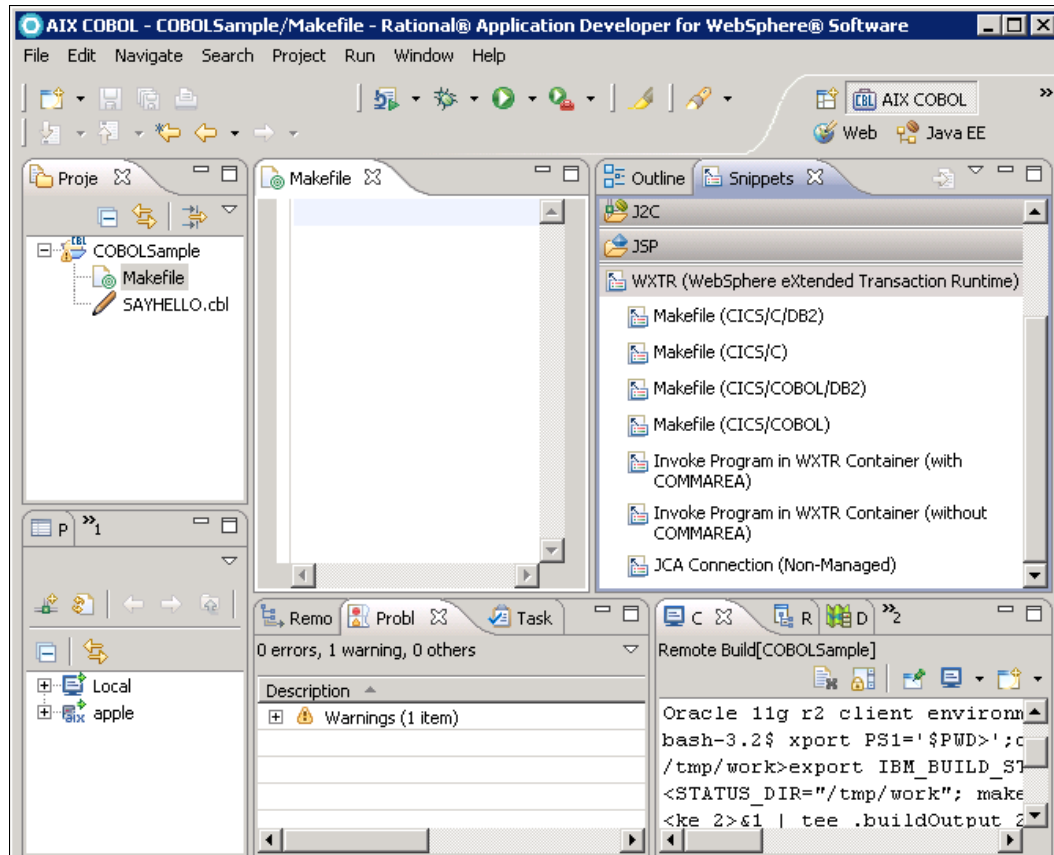 AIX COBOL - COBOLSample/Makefile - Rational® Application Developer for WebSphere® Software
File Edit Navigate Search Project Run Window Help
CBL AIX COBOL »
Web Java EE
Proje
CBL COBOLSample
Makefile
SAYHELLO.cbl
Makefile
Outline Snippets
J2C
JSP
WXTR (WebSphere eXtended Transaction Runtime)
Makefile (CICS/C/DB2)
Makefile (CICS/C)
Makefile (CICS/COBOL/DB2)
Makefile (CICS/COBOL)
Invoke Program in WXTR Container (with
COMMAREA)
Invoke Program in WXTR Container (without
COMMAREA)
JCA Connection (Non-Managed)
P »1
Local
aix apple
Remo Probl Task
0 errors, 1 warning, 0 others
Description
Warnings (1 item)
C R D »2
Remote Build[COBOLSample]
Oracle 11g r2 client environm
bash-3.2$ xport PS1='$PWD>';c
/tmp/work>export IBM_BUILD_ST
<STATUS_DIR="/tmp/work"; make
<ke 2>&1 | tee .buildOutput 2